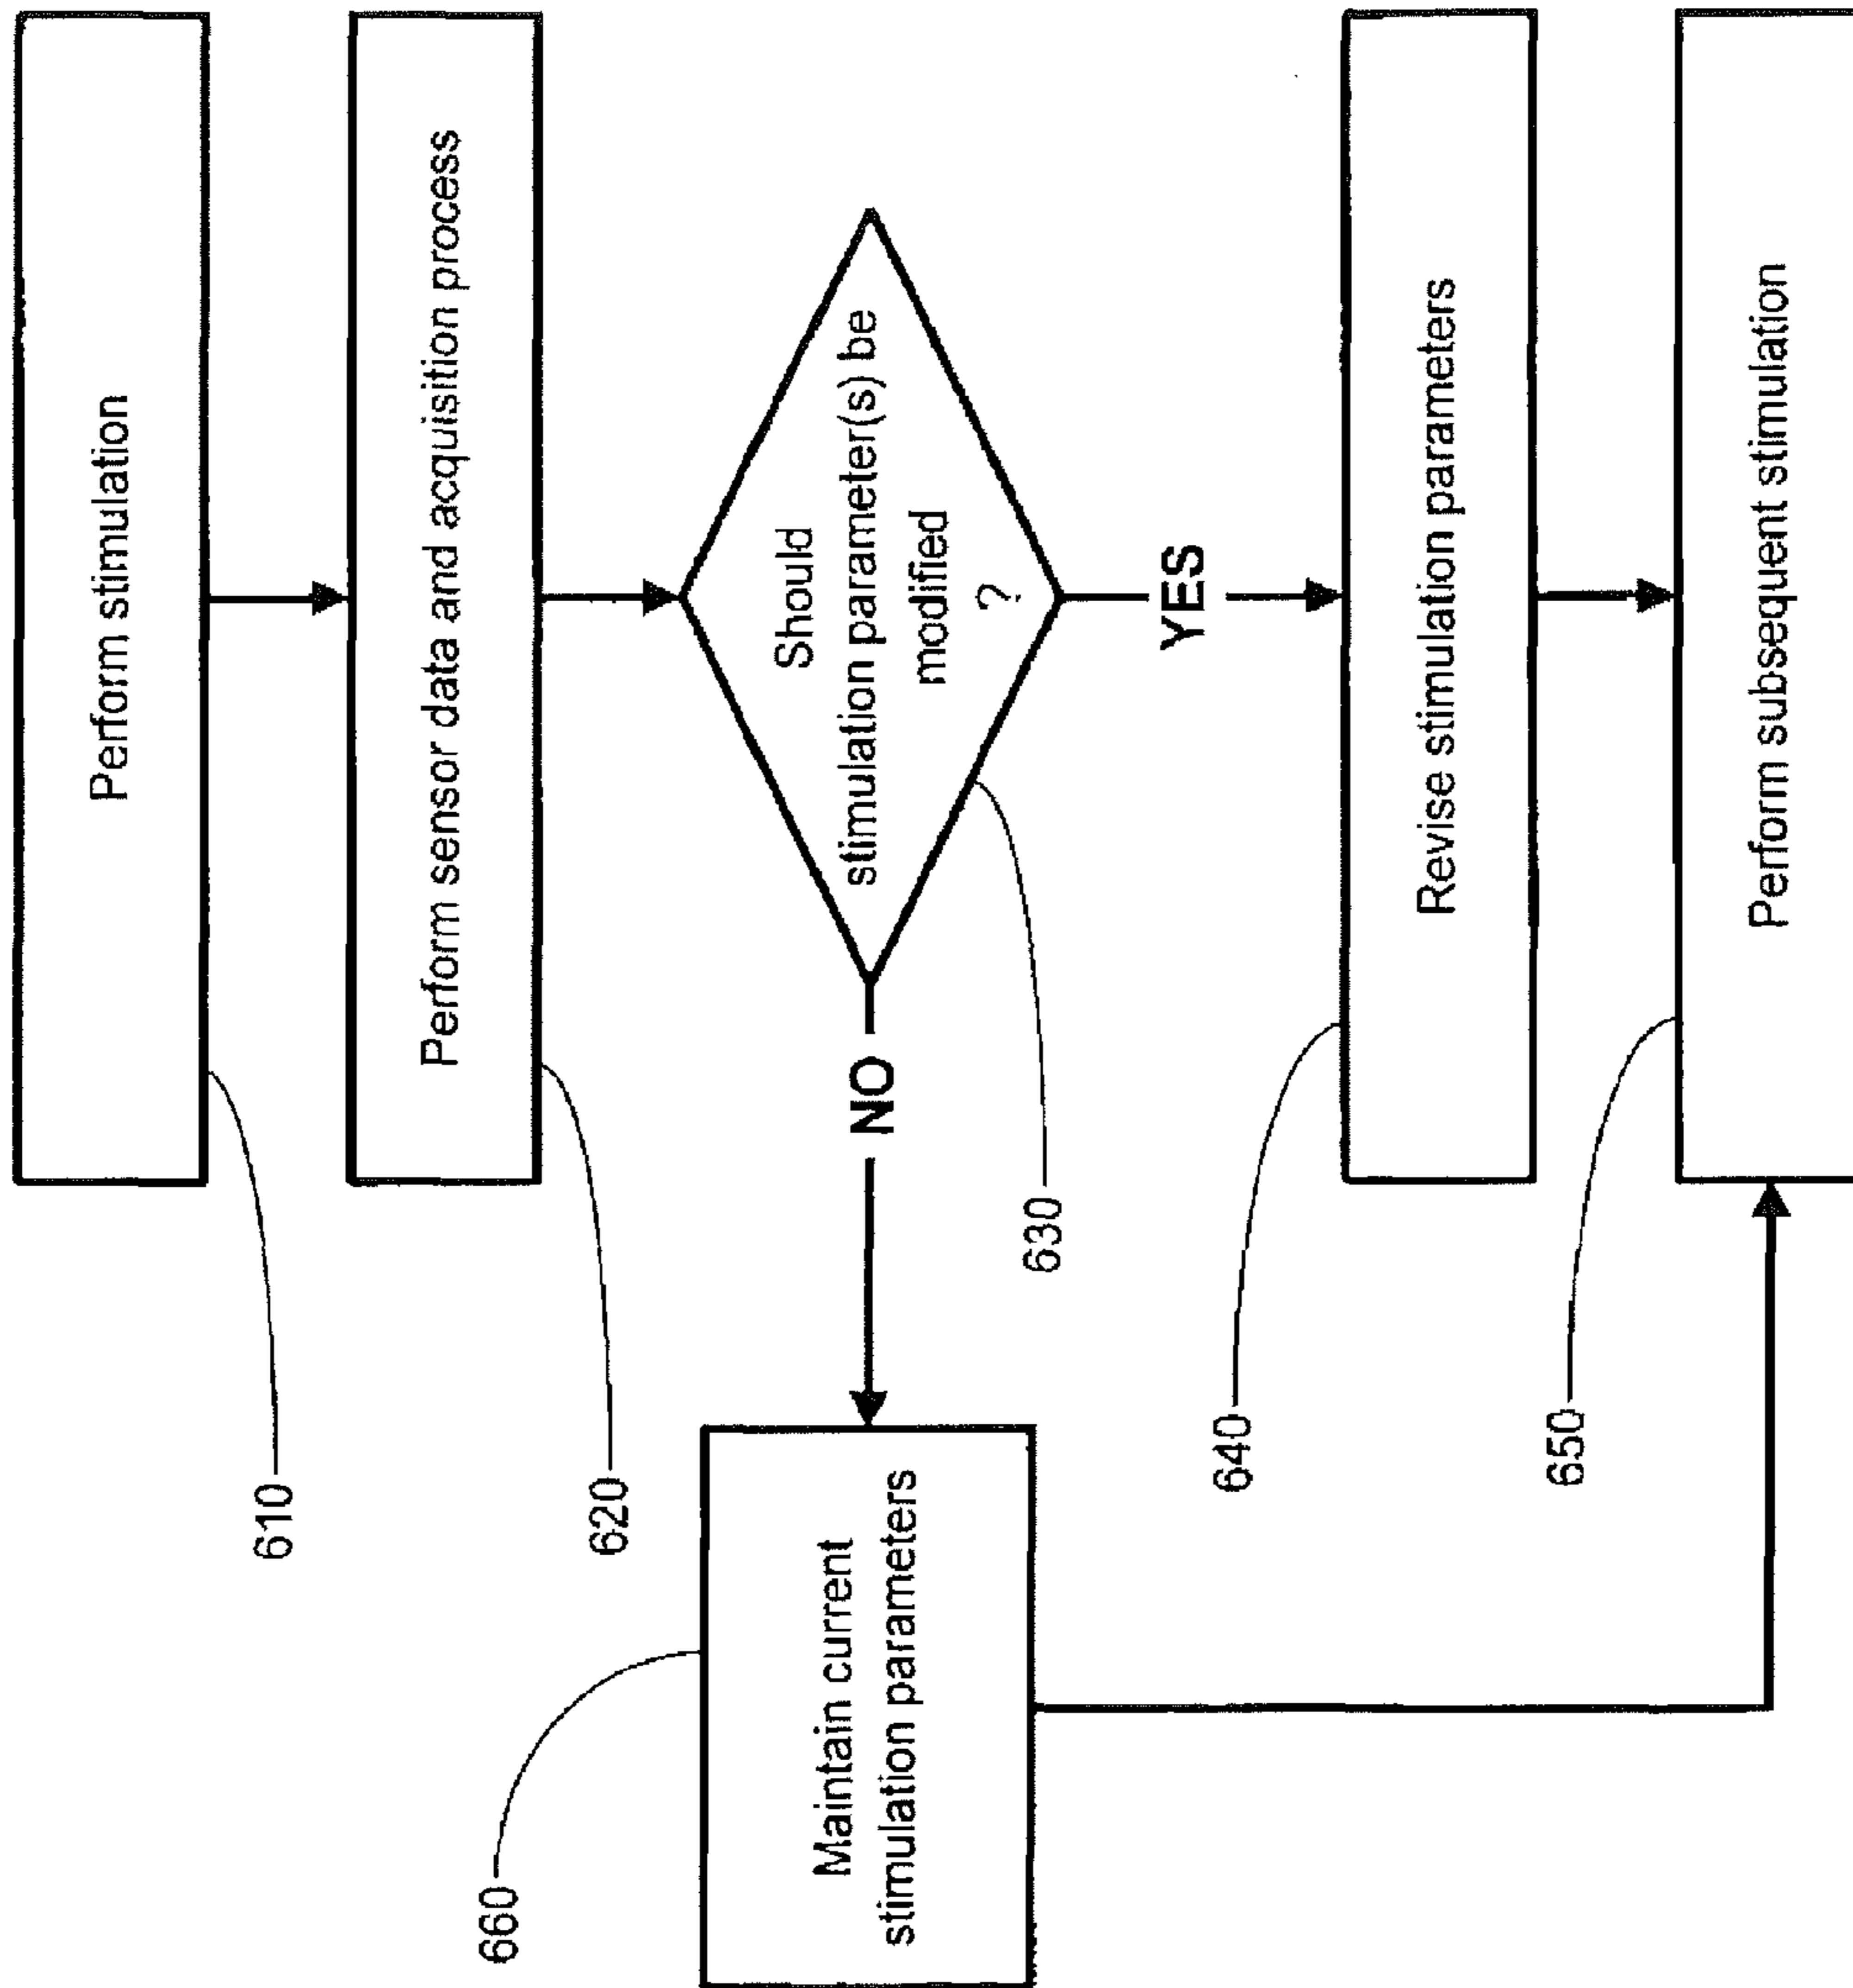 Perform stimulation
610
Perform sensor data and acquisition process
620
Should
stimulation parameter(s) be
modified
?
630
NO
YES
Maintain current
stimulation parameters
660
Revise stimulation parameters
640
Perform subsequent stimulation
650